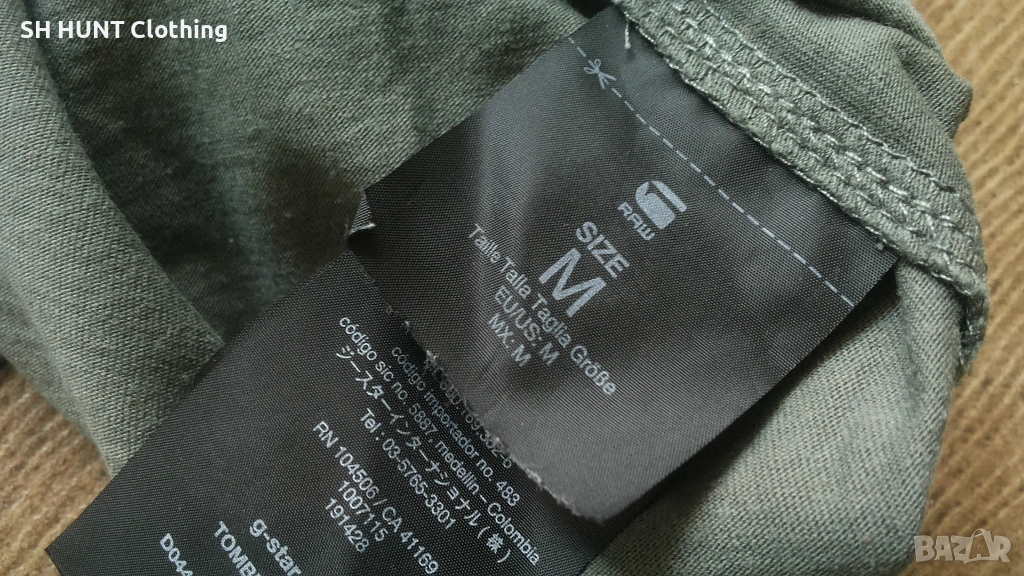 SH HUNT Clothing
RAW
SIZE
M
Taille Talla Taglia Größe
EU/US: M
MX: M
código importador no. 489
código sic no. 5887, medellin - Colombia
ジースターインターナショナル (株)
Tel : 03-5765-3301
RN 104506 / CA 41169
1007115
191428
g-star
BAZAR